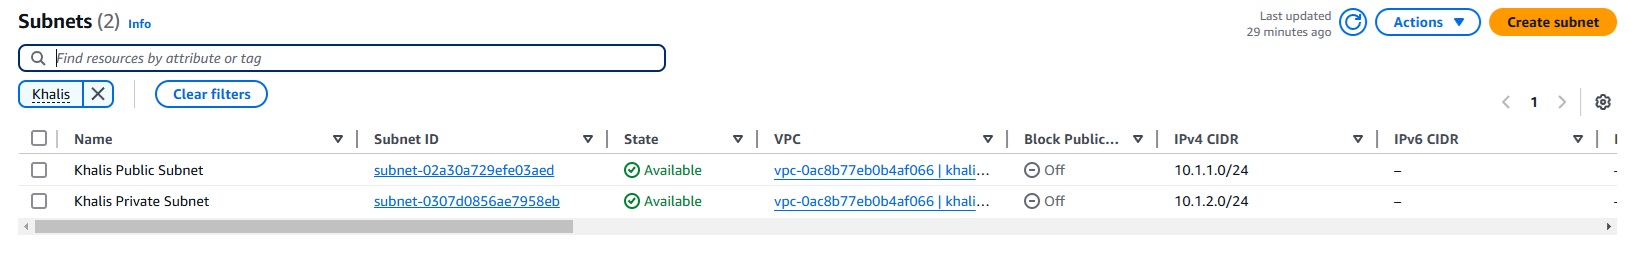 Subnets (2) Info
Last updated
29 minutes ago
Actions
Create subnet
Find resources by attribute or tag
Khalis
Clear filters
1
Name Subnet ID State VPC Block Public... IPv4 CIDR IPv6 CIDR
Khalis Public Subnet subnet-02a30a729efe03aed Available vpc-0ac8b77eb0b4af066 | khali... Off 10.1.1.0/24 –
Khalis Private Subnet subnet-0307d0856ae7958eb Available vpc-0ac8b77eb0b4af066 | khali... Off 10.1.2.0/24 –